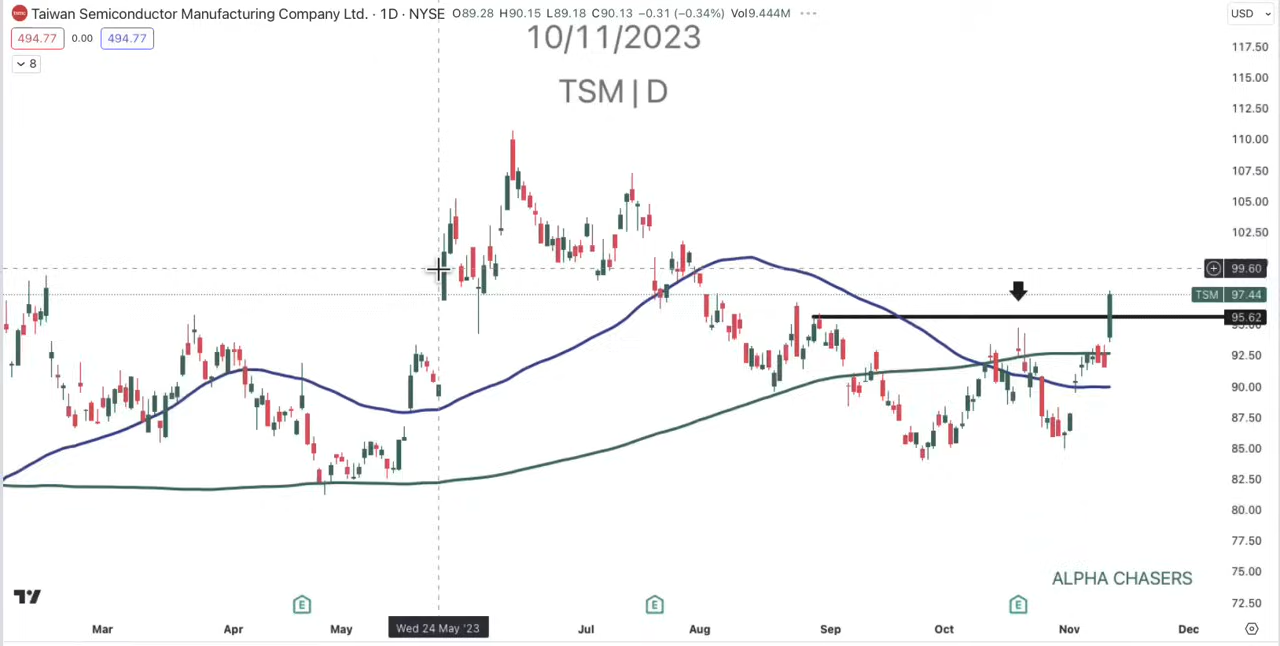 Taiwan Semiconductor Manufacturing Company Ltd. · 1D · NYSE O89.28 H90.15 L89.18 C90.13 −0.31 (−0.34%) Vol9.444M ···
USD
494.77 0.00 494.77
8
10/11/2023
TSM|D
117.50
115.00
112.50
110.00
107.50
105.00
102.50
99.60
TSM 97.44
95.62
95.00
92.50
90.00
87.50
85.00
82.50
80.00
77.50
75.00
72.50
ALPHA CHASERS
E E E
Mar Apr May Wed 24 May '23 Jul Aug Sep Oct Nov Dec